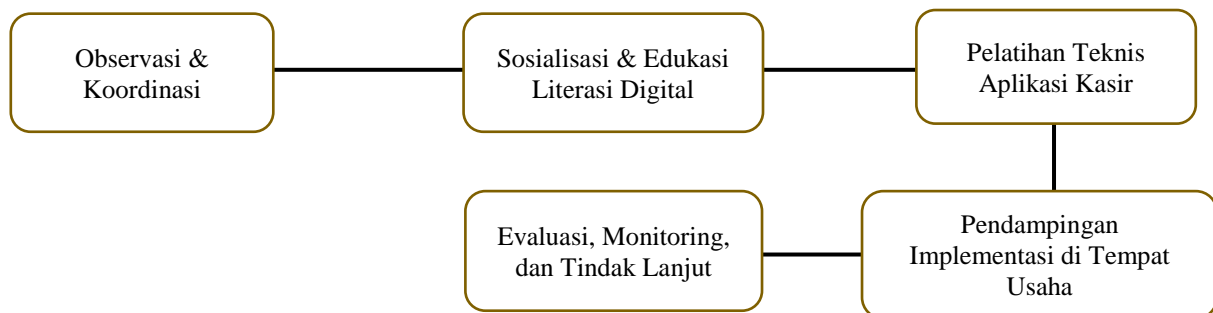 Observasi &
Koordinasi
Sosialisasi & Edukasi
Literasi Digital
Pelatihan Teknis
Aplikasi Kasir
Pendampingan
Implementasi di Tempat
Usaha
Evaluasi, Monitoring,
dan Tindak Lanjut